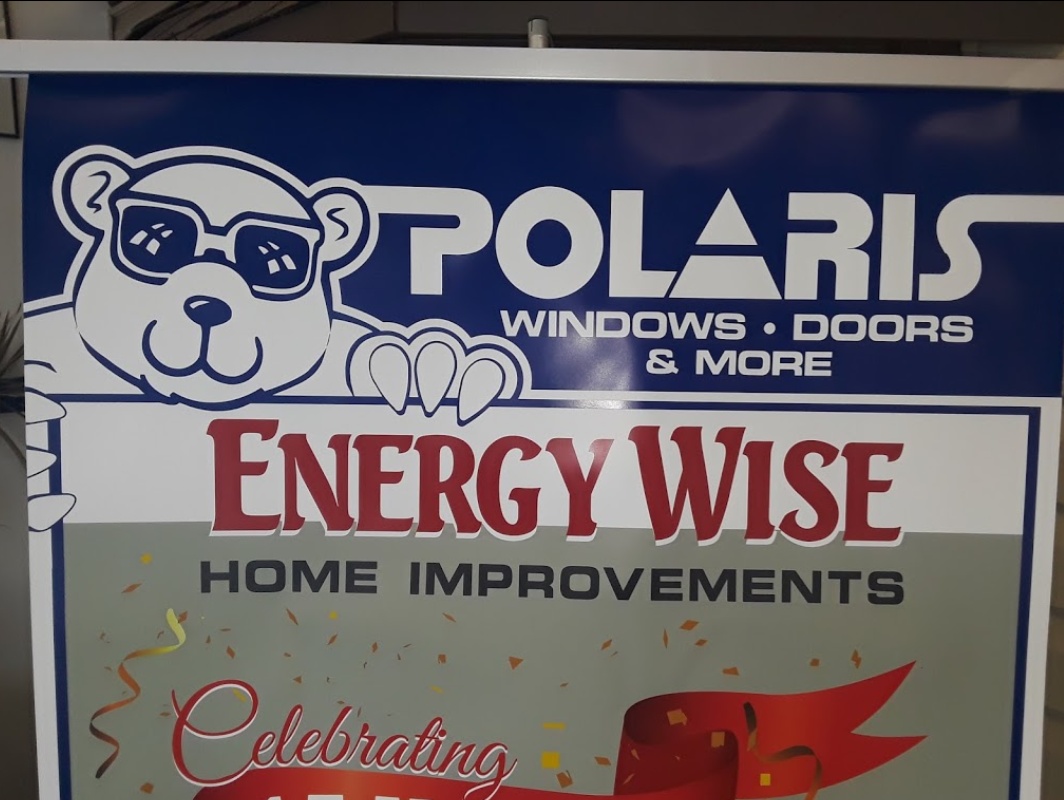 POLARIS
WINDOWS • DOORS
& MORE
ENERGY WISE
HOME IMPROVEMENTS
Celebrating